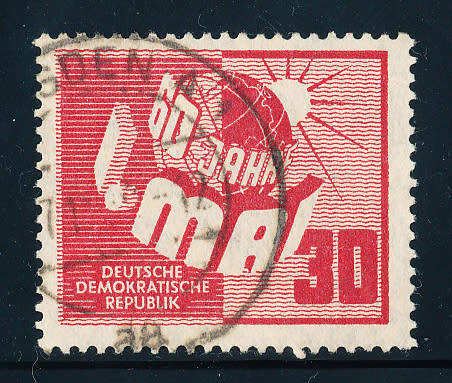 60 JAHRE
1. MAI
30
DEUTSCHE
DEMOKRATISCHE
REPUBLIK